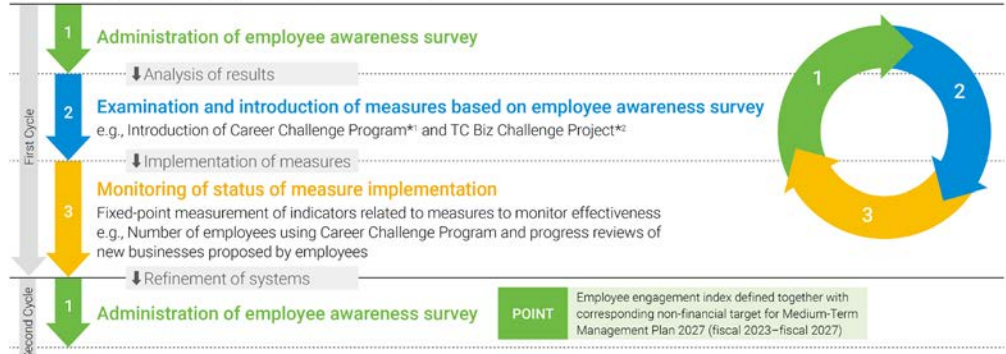 First Cycle
1
Administration of employee awareness survey
⬇Analysis of results
2
Examination and introduction of measures based on employee awareness survey
e.g., Introduction of Career Challenge Program*1 and TC Biz Challenge Project*2
⬇Implementation of measures
3
Monitoring of status of measure implementation
Fixed-point measurement of indicators related to measures to monitor effectiveness
e.g., Number of employees using Career Challenge Program and progress reviews of
new businesses proposed by employees
⬇Refinement of systems
Second Cycle
1
Administration of employee awareness survey
POINT
Employee engagement index defined together with
corresponding non-financial target for Medium-Term
Management Plan 2027 (fiscal 2023–fiscal 2027)
1
2
3